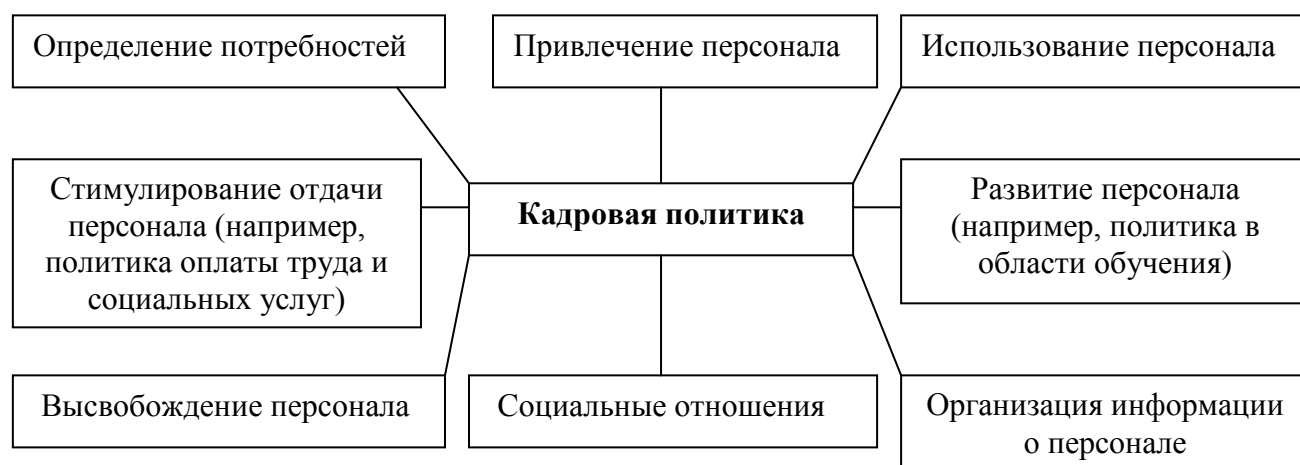 Определение потребностей
Привлечение персонала
Использование персонала
Стимулирование отдачи
персонала (например,
политика оплаты труда и
социальных услуг)
Кадровая политика
Развитие персонала
(например, политика в
области обучения)
Высвобождение персонала
Социальные отношения
Организация информации
о персонале